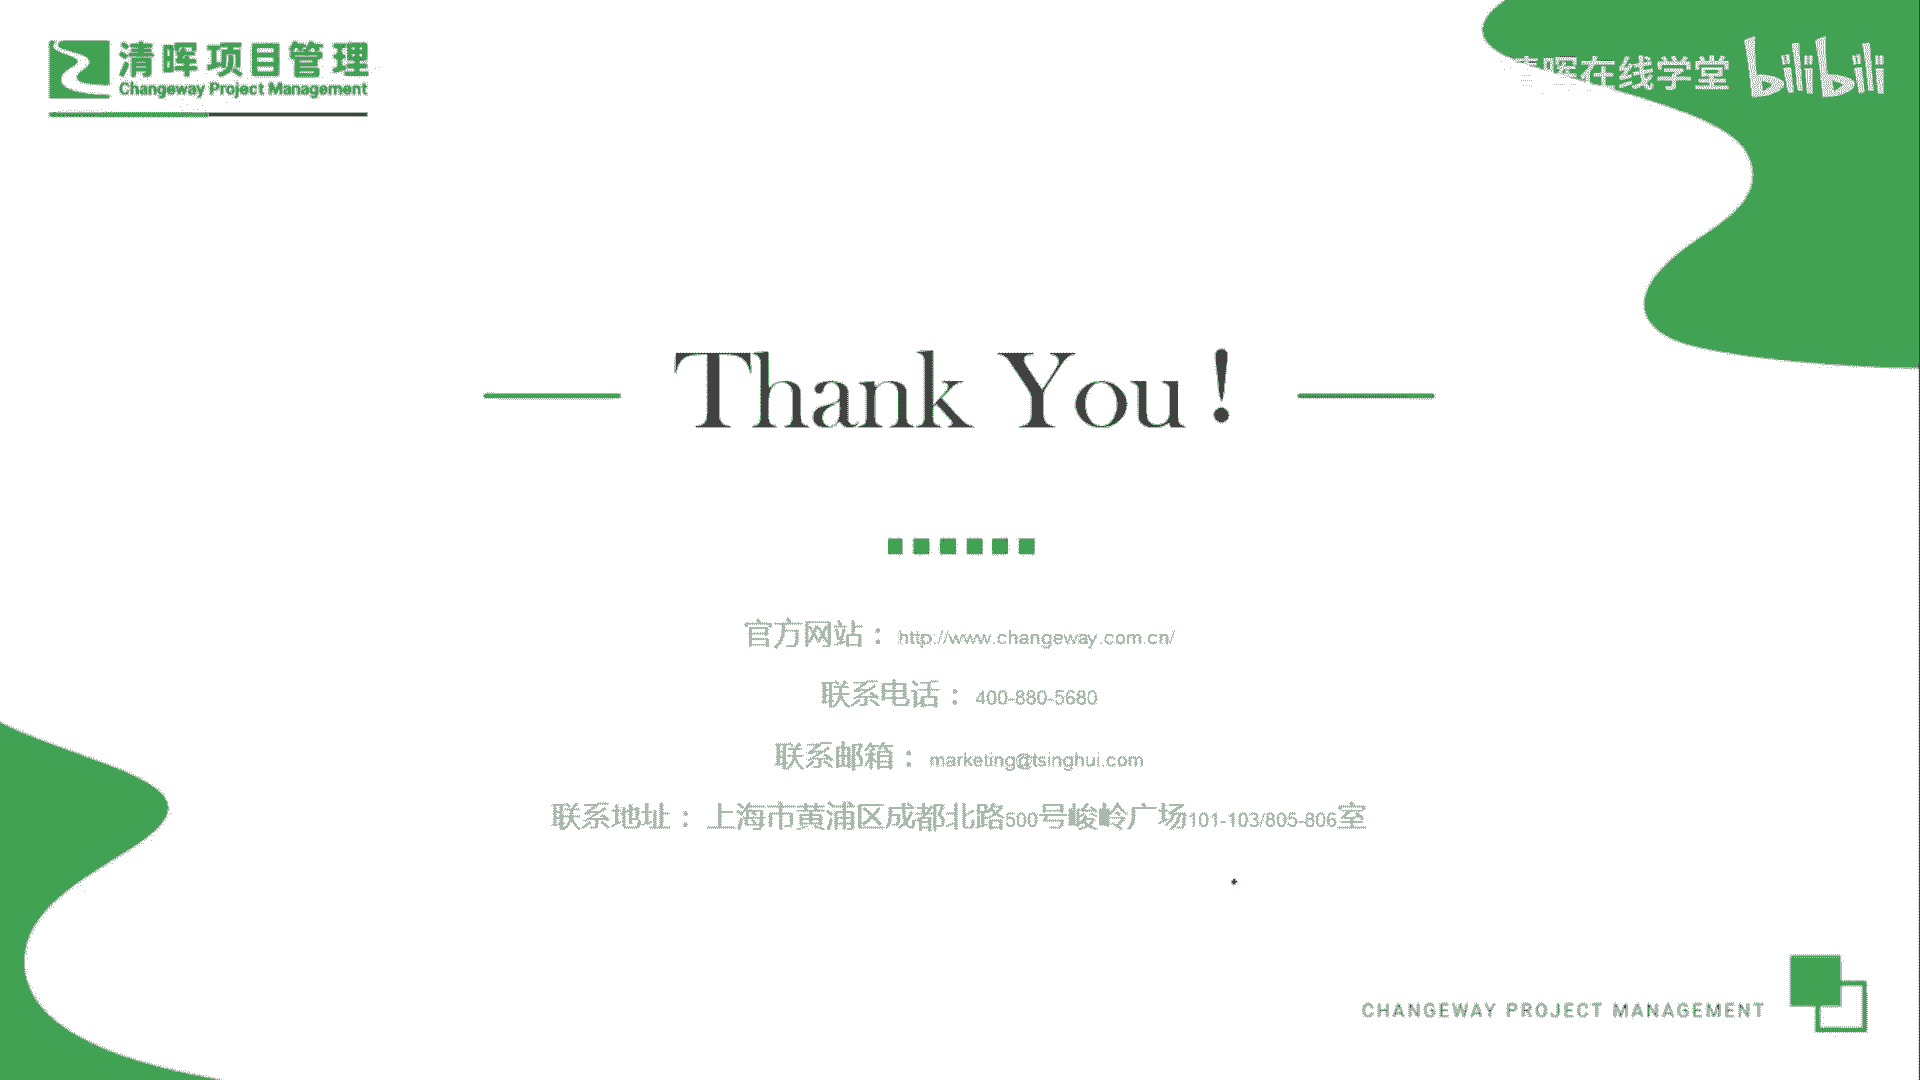 清晖项目管理
Changeway Project Management
清晖在线学堂 bilibili
Thank You !
官方网站： http://www.changeway.com.cn/
联系电话： 400-880-5680
联系邮箱： marketing@tsinghui.com
联系地址： 上海市黄浦区成都北路500号峻岭广场101-103/805-806室
CHANGEWAY PROJECT MANAGEMENT